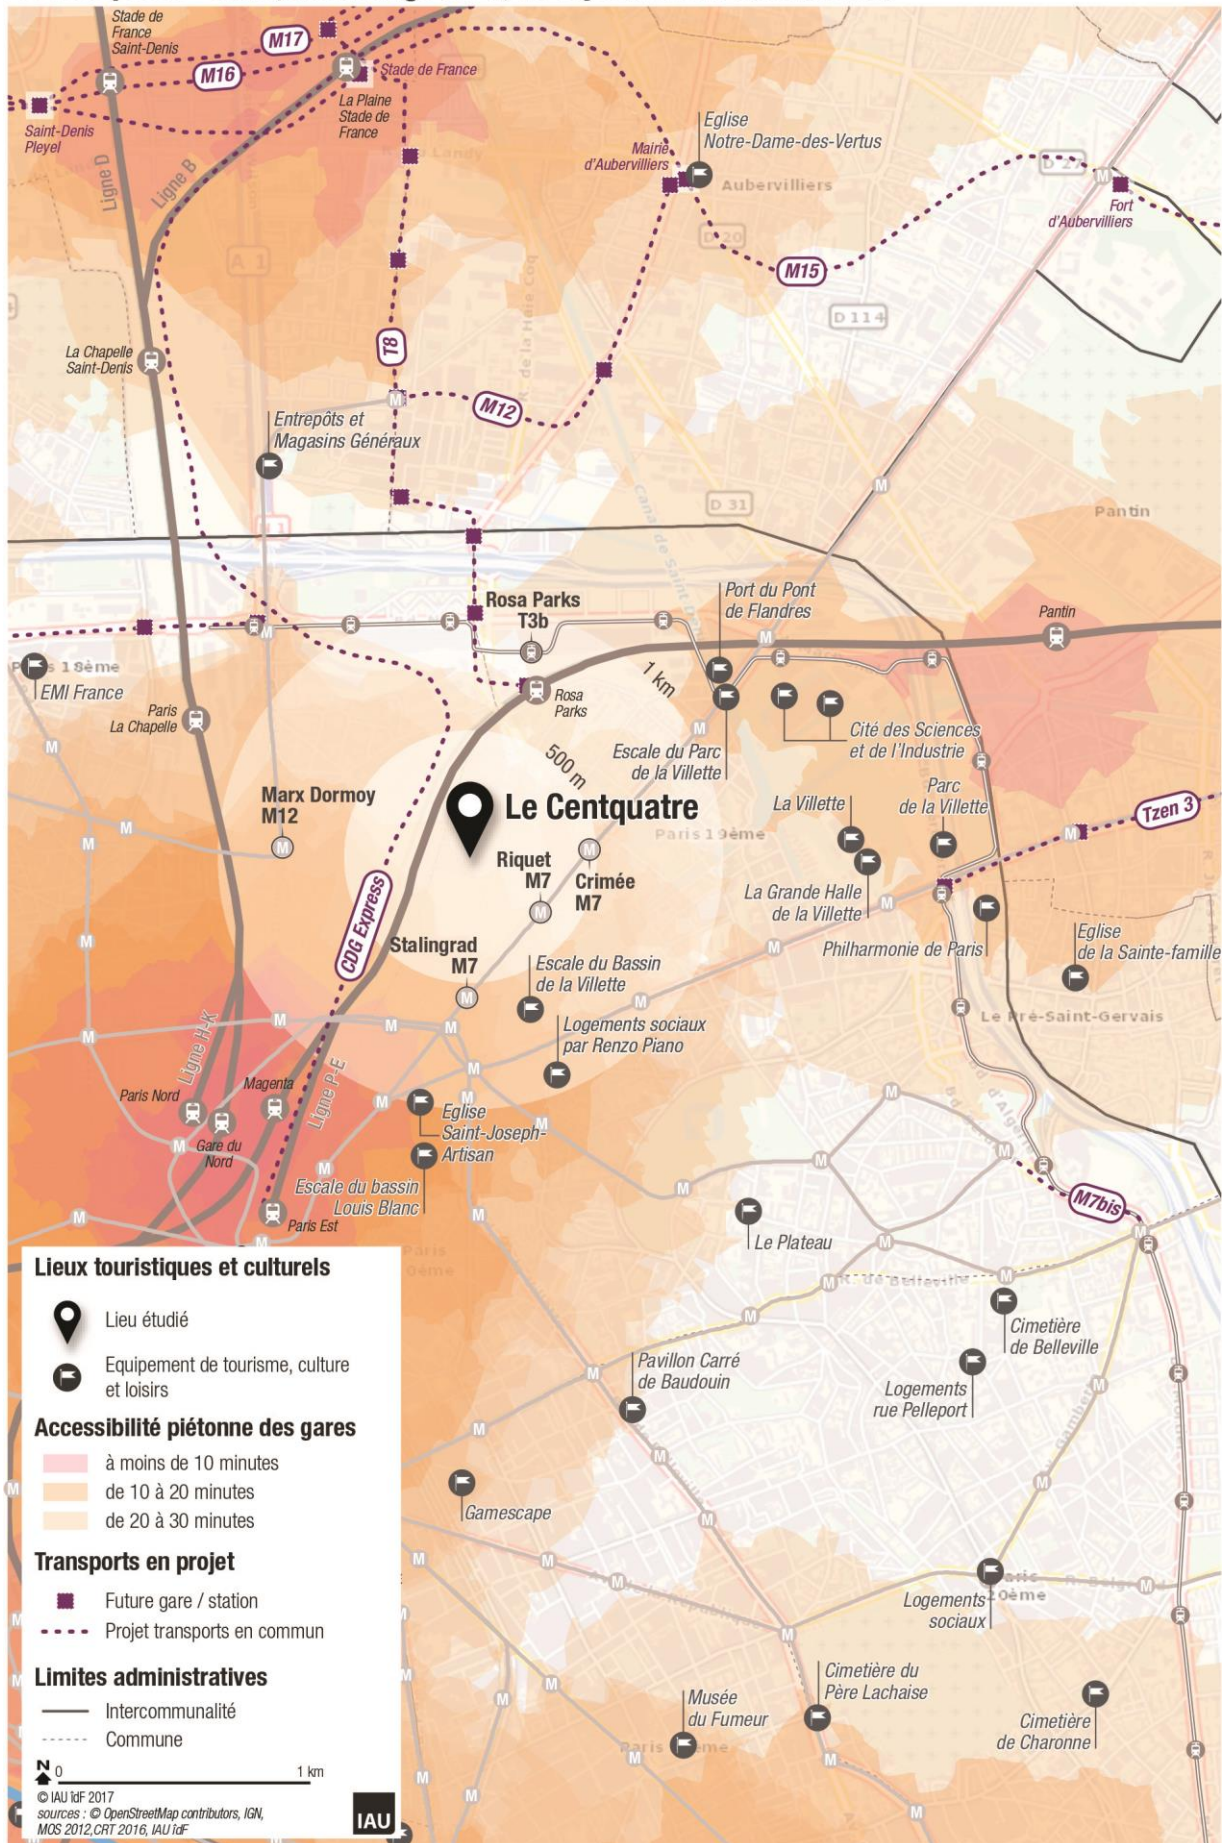 Stade de
France
Saint-Denis
M17
M16
Stade de France
La Plaine
Stade de
France
Saint-Denis
Pleyel
Ligne D
Ligne B
Eglise
Notre-Dame-des-Vertus
Mairie
d'Aubervilliers
Aubervilliers
D 27
Fort
d'Aubervilliers
D 20
A 1
M15
D 114
La Chapelle
Saint-Denis
T8
M12
Entrepôts et
Magasins Généraux
D 31
Pantin
Port du Pont
de Flandres
Rosa Parks
T3b
Pantin
18ème
EMI France
Paris
La Chapelle
Rosa
Parks
1 km
500 m
Escale du Parc
de la Villette
Cité des Sciences
et de l'Industrie
Marx Dormoy
M12
Le Centquatre
Paris 19ème
La Villette
Parc
de la Villette
Tzen 3
Riquet
M7
Crimée
M7
La Grande Halle
de la Villette
CDG Express
Stalingrad
M7
Philharmonie de Paris
Eglise
de la Sainte-famille
Escale du Bassin
de la Villette
Le Pré-Saint-Gervais
Logements sociaux
par Renzo Piano
Ligne H-K
Ligne P-E
Magenta
Paris Nord
Gare du
Nord
Eglise
Saint-Joseph-
Artisan
Escale du bassin
Louis Blanc
Paris Est
M7bis
Le Plateau
R. de Belleville
Cimetière
de Belleville
Pavillon Carré
de Baudouin
Logements
rue Pelleport
Gamescape
20ème
Logements
sociaux
Cimetière du
Père Lachaise
Musée
du Fumeur
Cimetière
de Charonne
Lieux touristiques et culturels
Lieu étudié
Equipement de tourisme, culture
et loisirs
Accessibilité piétonne des gares
à moins de 10 minutes
de 10 à 20 minutes
de 20 à 30 minutes
Transports en projet
Future gare / station
Projet transports en commun
Limites administratives
Intercommunalité
Commune
N 0 1 km
© IAU îdF 2017
sources : © OpenStreetMap contributors, IGN,
MOS 2012,CRT 2016, IAU îdF
IAU